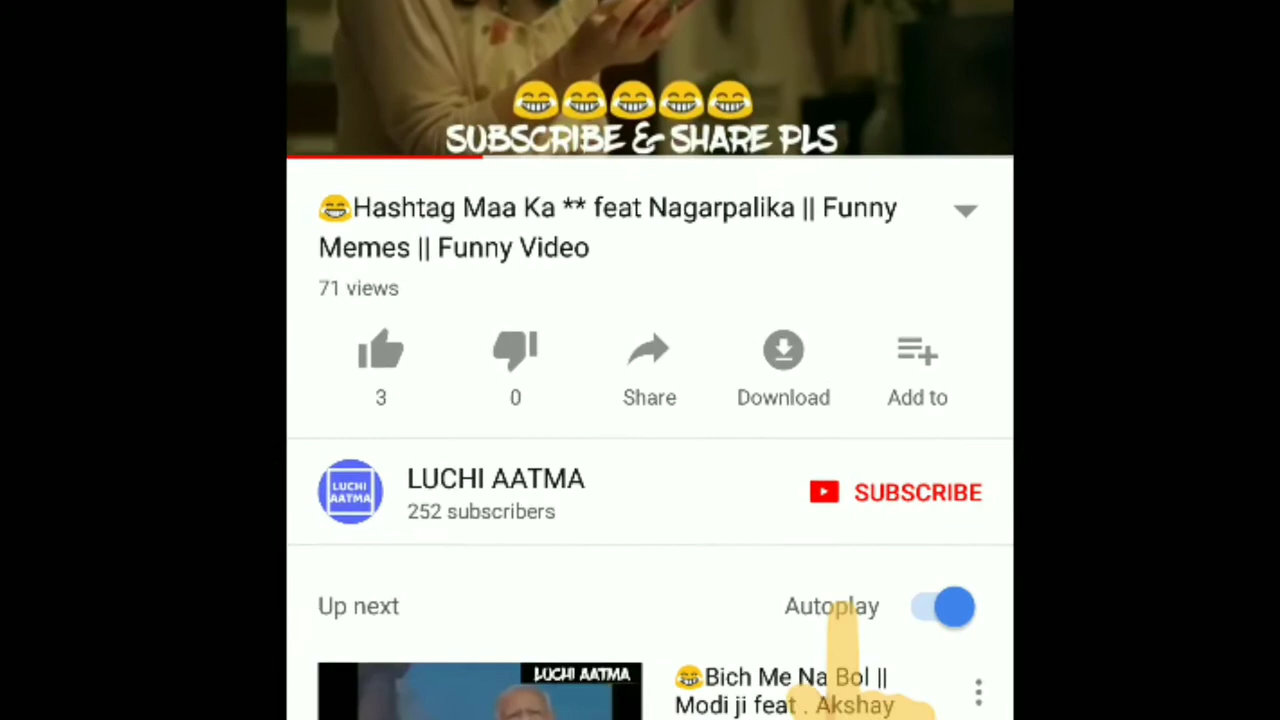 😂😂😂😂😂
SUBSCRIBE & SHARE PLS
😂Hashtag Maa Ka ** feat Nagarpalika || Funny
Memes || Funny Video
71 views
3
0
Share
Download
Add to
LUCHI AATMA
LUCHI AATMA
252 subscribers
SUBSCRIBE
Up next
Autoplay
LUCHI AATMA
😂Bich Me Na Bol ||
Modi ji feat . Akshay